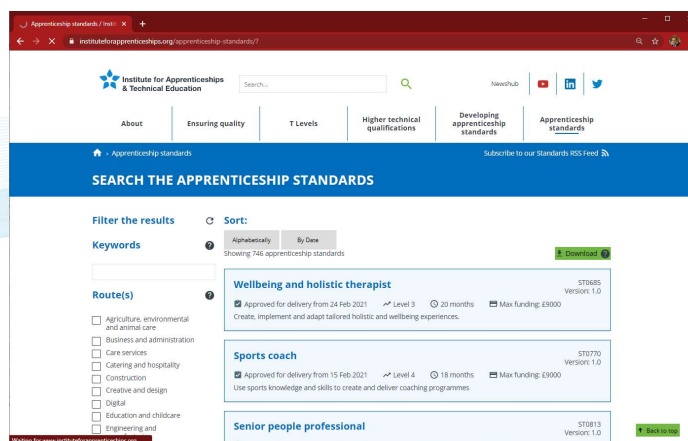 Apprenticeship standards / Instit
instituteforapprenticeships.org/apprenticeship-standards/?
Institute for Apprenticeships
& Technical Education
Search...
Newshub
About
Ensuring quality
T Levels
Higher technical
qualifications
Developing
apprenticeship
standards
Apprenticeship
standards
Apprenticeship standards
Subscribe to our Standards RSS Feed
SEARCH THE APPRENTICESHIP STANDARDS
Filter the results
Sort:
Keywords
Alphabetically
By Date
Showing 746 apprenticeship standards
Download
Wellbeing and holistic therapist
ST0685
Version: 1.0
Approved for delivery from 24 Feb 2021 Level 3 20 months Max funding: £9000
Create, implement and adapt tailored holistic and wellbeing experiences.
Route(s)
Agriculture, environmental
and animal care
Business and administration
Care services
Catering and hospitality
Construction
Creative and design
Digital
Education and childcare
Engineering and
Sports coach
ST0770
Version: 1.0
Approved for delivery from 15 Feb 2021 Level 4 18 months Max funding: £9000
Use sports knowledge and skills to create and deliver coaching programmes
Senior people professional
ST0813
Version: 1.0
Back to top
Waiting for www.instituteforapprenticeships.org